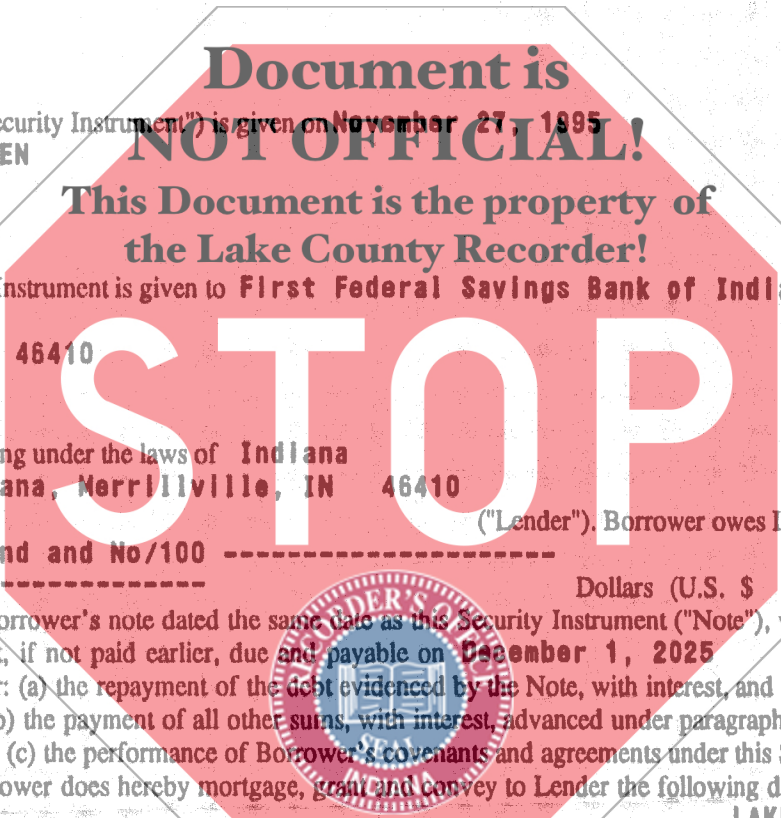 Document is
ecurity Instrument") is given on November 27, 1995
EN
NOT OFFICIAL!
This Document is the property of
the Lake County Recorder!
Instrument is given to First Federal Savings Bank of Indi
46410
STOP
ng under the laws of Indiana
ana, Merrillville, IN 46410
("Lender"). Borrower owes L
nd and No/100 ---------------------
---------------
Dollars (U.S. $
orrower's note dated the same date as this Security Instrument ("Note"),
, if not paid earlier, due and payable on December 1, 2025
r: (a) the repayment of the debt evidenced by the Note, with interest, and
b) the payment of all other sums, with interest, advanced under paragraph
(c) the performance of Borrower's covenants and agreements under this
ower does hereby mortgage, grant and convey to Lender the following d
RECORDER'S OFFICE
SEAL
INDIANA
LAK